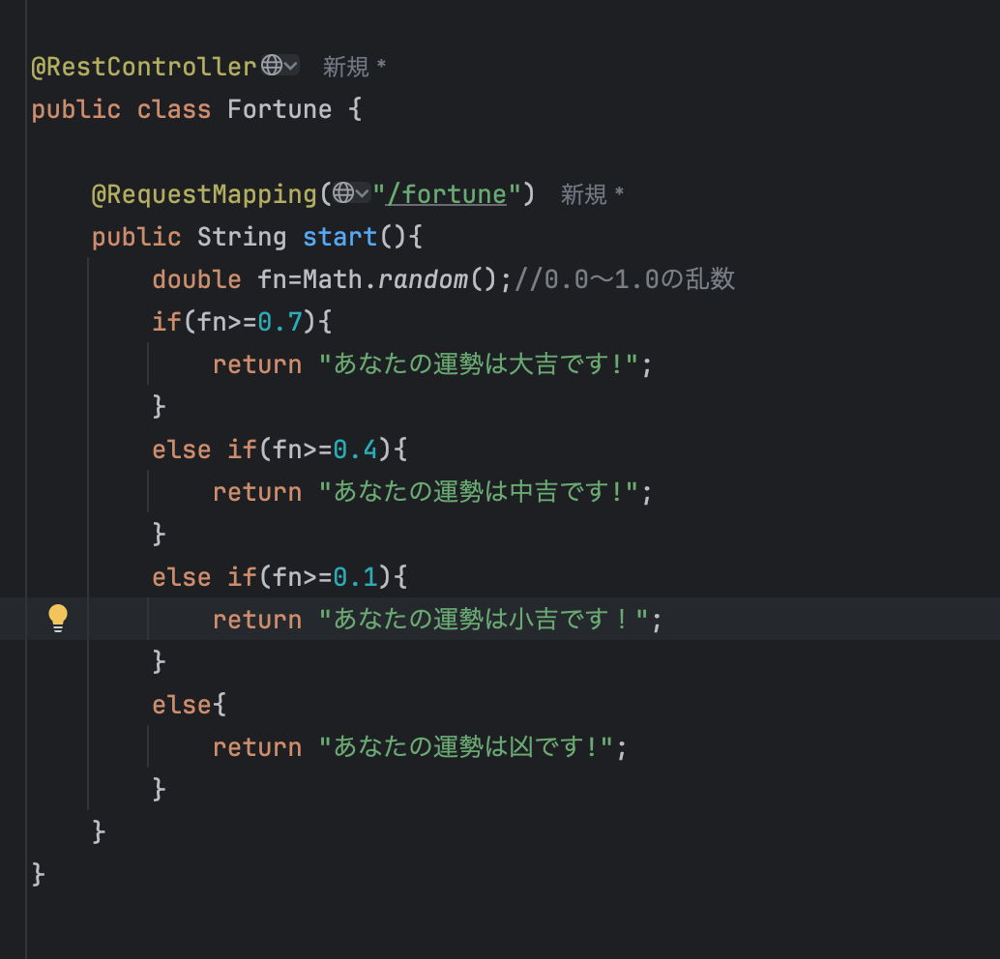 @RestController 新規 *
public class Fortune {
@RequestMapping("/fortune") 新規 *
public String start(){
double fn=Math.random();//0.0〜1.0の乱数
if(fn>=0.7){
return "あなたの運勢は大吉です!";
}
else if(fn>=0.4){
return "あなたの運勢は中吉です!";
}
else if(fn>=0.1){
return "あなたの運勢は小吉です！";
}
else{
return "あなたの運勢は凶です!";
}
}
}